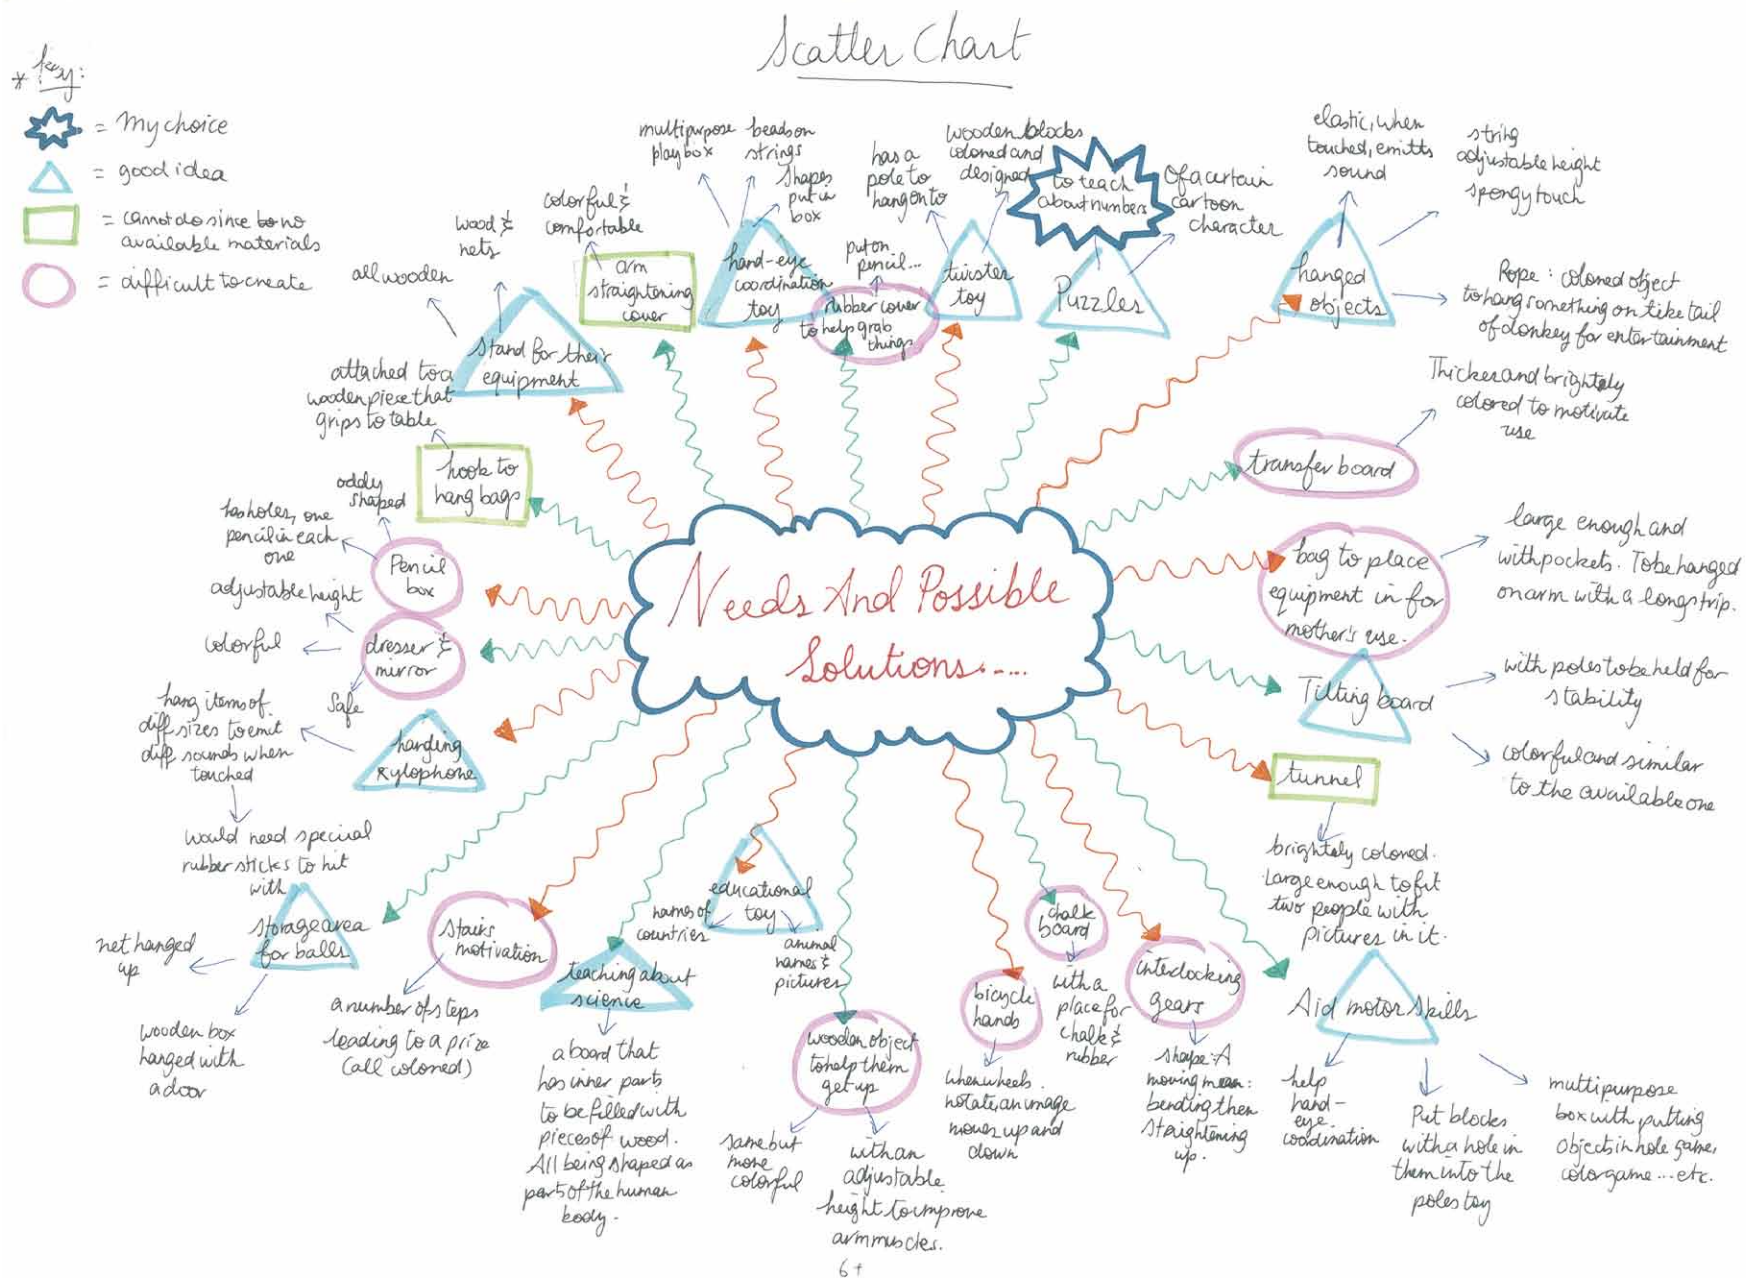 Scatter Chart
* Key:
= My choice
= good idea
= cannot do since to no
available materials
= difficult to create
all wooden
wood &
nets
stand for their
equipment
colorful &
comfortable
arm
straightening
cover
multipurpose
play box
beads on
strings
shapes
put in
box
hand-eye
coordination
toy
put on
pencil...
rubber cover
to help grab
things
has a
pole to
hang on to
wooden blocks
colored and
designed
twister
toy
to teach
about numbers
Of a certain
cartoon
character
Puzzles
elastic, when
touched, emitts
sound
string
adjustable height
spongy touch
hanged
objects
Rope : colored object
to hang something on like tail
of donkey for entertainment
Thicker and brightely
colored to motivate
use
transfer board
bag to place
equipment in for
mother's use.
large enough and
with pockets. To be hanged
on arm with a long strip.
Tilting board
with poles to be held for
stability
colorful and similar
to the available one
tunnel
brightely colored.
Large enough to fit
two people with
pictures in it.
Aid motor skills
help
hand-
eye
coordination
Put blocks
with a hole in
them into the
poles toy
multipurpose
box with putting
object in hole game,
color game ... etc.
interlocking
gears
shape: A
moving mean:
bending then
straightening
up.
chalk
board
with a
place for
chalk &
rubber
bicycle
hands
when wheels
rotate, an image
moves up and
down
wooden object
to help them
get up
same but
more
colorful
with an
adjustable
height to improve
arm muscles.
educational
toy
names of
countries
animal
names &
pictures
teaching about
science
a board that
has inner parts
to be filled with
pieces of wood.
All being shaped as
parts of the human
body.
stairs
motivation
a number of steps
leading to a prize
(all colored)
storage area
for balls
net hanged
up
wooden box
hanged with
a door
hanging
xylophone
hang items of
diff sizes to emit
diff sounds when
touched
would need special
rubber sticks to hit
with
dresser &
mirror
adjustable height
colorful
Safe
Pencil
box
oddly
shaped
has holes, one
pencil in each
one
hook to
hang bags
attached to a
wooden piece that
grips to table
Needs And Possible
Solutions.....
6+